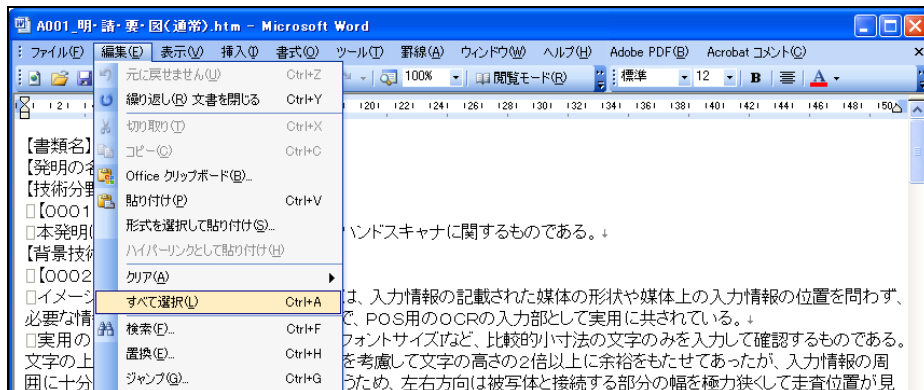 A001_明・請・要・図(通常).htm - Microsoft Word
ファイル(F) 編集(E) 表示(V) 挿入(I) 書式(O) ツール(T) 罫線(A) ウィンドウ(W) ヘルプ(H) Adobe PDF(B) Acrobat コメント(C)
100% 閲覧モード(R) 標準 12 B A
元に戻せません(U) Ctrl+Z
繰り返し(R) 文書を閉じる Ctrl+Y
切り取り(T) Ctrl+X
コピー(C) Ctrl+C
Office クリップボード(B)...
貼り付け(P) Ctrl+V
形式を選択して貼り付け(S)...
ハイパーリンクとして貼り付け(H)
クリア(A)
すべて選択(L) Ctrl+A
検索(F)... Ctrl+F
置換(E)... Ctrl+H
ジャンプ(G)... Ctrl+G
|2| |20| |22| |24| |26| |28| |30| |32| |34| |36| |38| |40| |42| |44| |46| |48| |50
【書類名】
【発明の名
【技術分野
□【0001
□本発明 ハンドスキャナに関するものである。↓
【背景技術
□【0002
□イメージ は、入力情報の記載された媒体の形状や媒体上の入力情報の位置を問わず、
必要な情 で、POS用のOCRの入力部として実用に共されている。↓
□実用の フォントサイズIなど、比較的小寸法の文字のみを入力して確認するものである。
文字の上 を考慮して文字の高さの2倍以上に余裕をもたせてあったが、入力情報の周
囲に十分 うため、左右方向は被写体と接続する部分の幅を極力狭くして走査位置が見